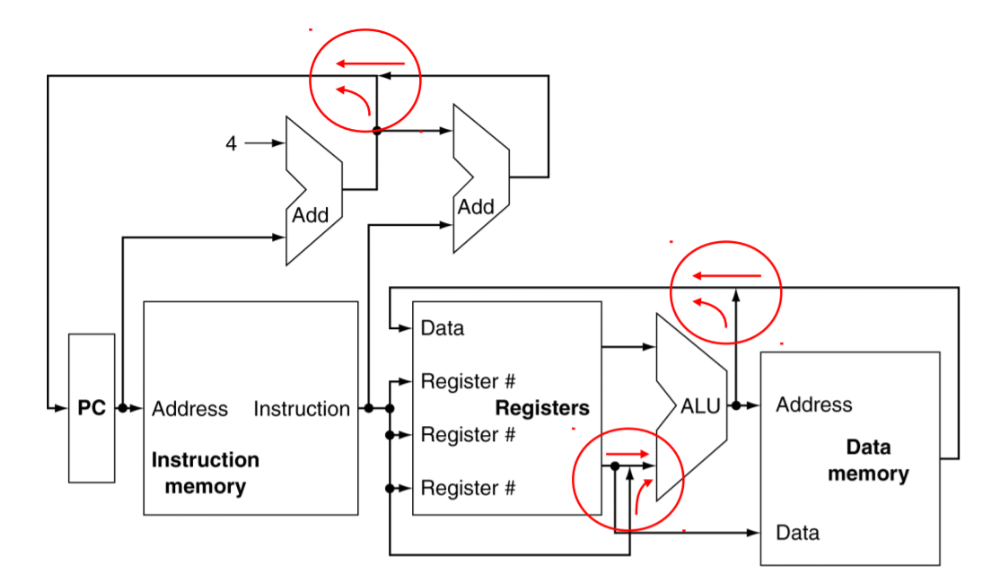 4
Add
Add
Data
Register #
PC
Address
Instruction
Registers
ALU
Address
Register #
Instruction
memory
Data
memory
Register #
Data